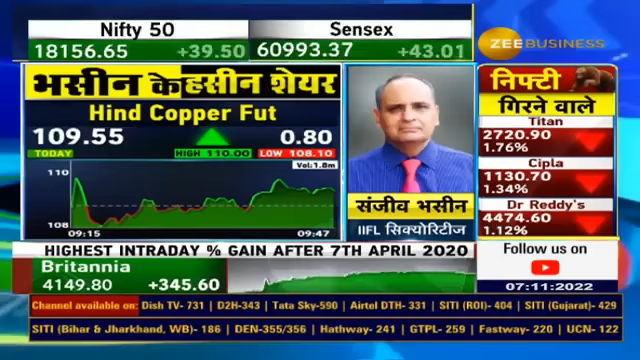 Nifty 50
18156.65 +39.50
Sensex
60993.37 +43.01
ZEE BUSINESS
भसीन के हसीन शेयर
Hind Copper Fut
109.55 0.80
TODAY HIGH 110.00 LOW 108.10
Vol:1.8m
110
108
09:15 09:47
संजीव भसीन
IIFL सिक्योरिटीज
निफ्टी
गिरने वाले
Titan
2720.90
1.76%
Cipla
1130.70
1.34%
Dr Reddy's
4474.60
1.12%
HIGHEST INTRADAY % GAIN AFTER 7TH APRIL 2020
Britannia
4149.80 +345.60
Follow us on
07:11:2022
Channel available on: Dish TV- 731 | D2H-343 | Tata Sky-590 | Airtel DTH- 331 | SITI (ROI)- 404 | SITI (Gujarat)- 429
SITI (Bihar & Jharkhand, WB)- 186 | DEN-355/356 | Hathway- 241 | GTPL- 259 | Fastway- 220 | UCN- 122